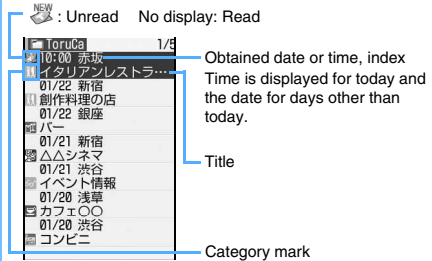 NEW : Unread No display: Read
ToruCa 1/5
10:00 赤坂
イタリアンレストラ…
01/22 新宿
創作料理の店
01/22 銀座
バー
01/21 新宿
△△シネマ
01/21 渋谷
イベント情報
01/20 浅草
カフェ〇〇
01/20 渋谷
コンビニ
Obtained date or time, index
Time is displayed for today and
the date for days other than
today.
Title
Category mark